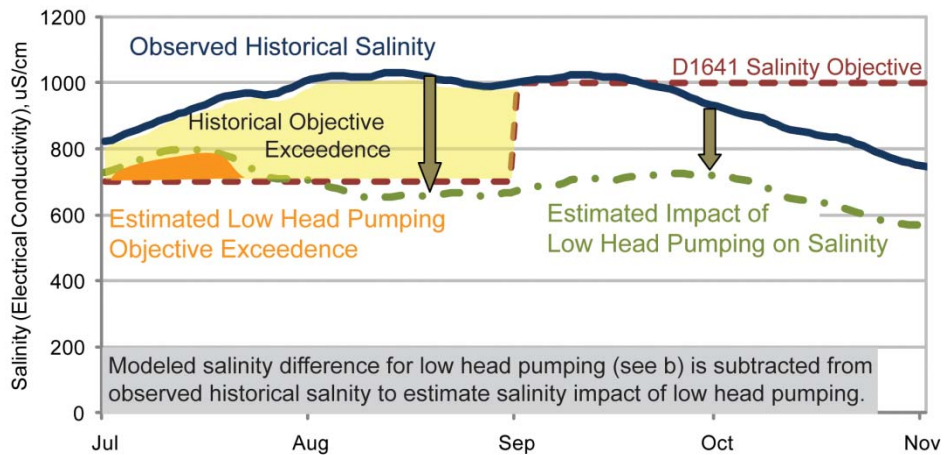 1200
1000
800
600
400
200
0
Salinity (Electrical Conductivity), uS/cm
Observed Historical Salinity
D1641 Salinity Objective
Historical Objective
Exceedence
Estimated Low Head Pumping
Objective Exceedence
Estimated Impact of
Low Head Pumping on Salinity
Modeled salinity difference for low head pumping (see b) is subtracted from
observed historical salnity to estimate salinity impact of low head pumping.
Jul
Aug
Sep
Oct
Nov